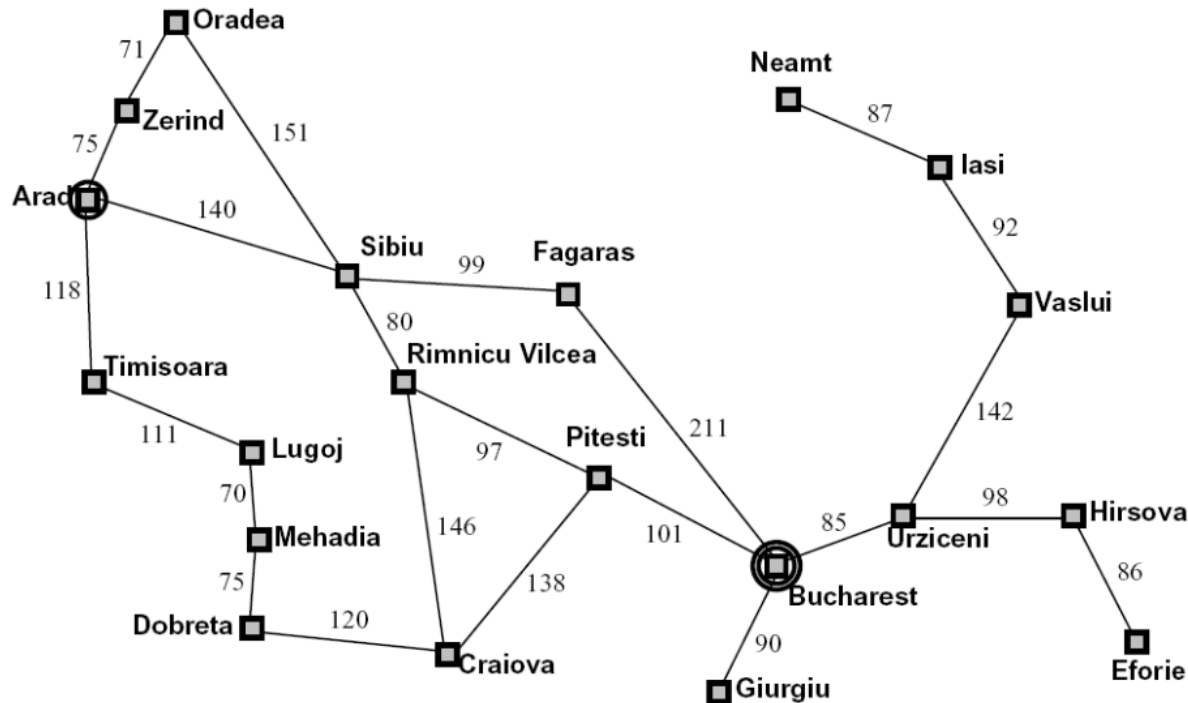 Oradea
71
Neamt
Zerind
87
151
75
Iasi
Arad
140
92
Sibiu
Fagaras
99
118
Vaslui
80
Rimnicu Vilcea
Timisoara
142
211
Pitesti
111
97
Lugoj
70
98
Hirsova
146
85
Urziceni
101
Mehadia
86
75
138
Bucharest
Dobreta
120
90
Craiova
Eforie
Giurgiu